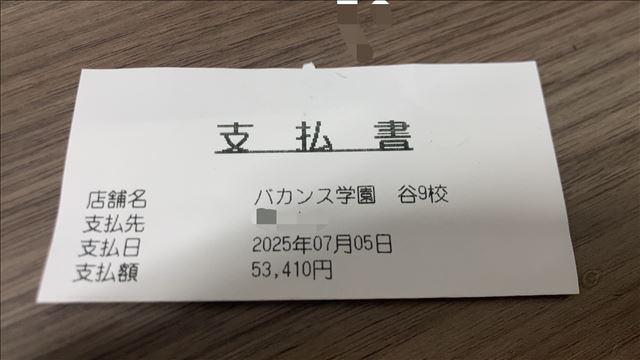 支払書
店舗名 バカンス学園 谷9校
支払先
支払日 2025年07月05日
支払額 53,410円